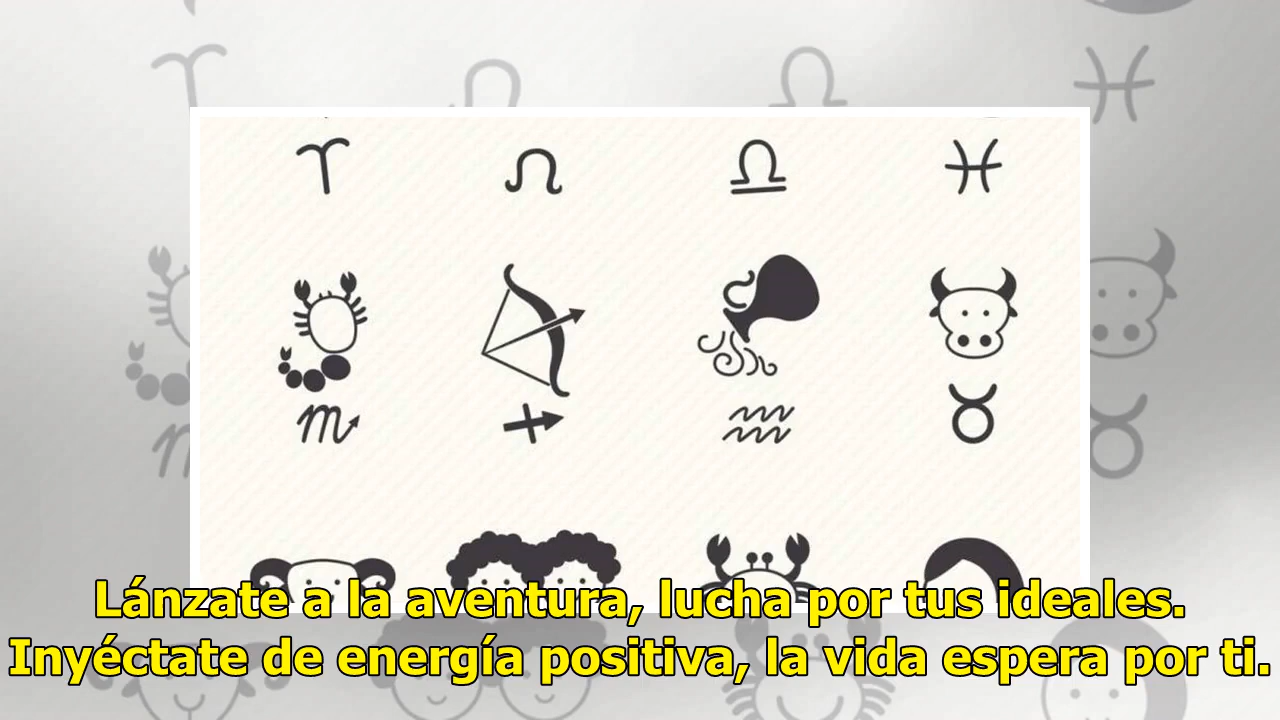 Lánzate a la aventura, lucha por tus ideales.
Inyéctate de energía positiva, la vida espera por ti.